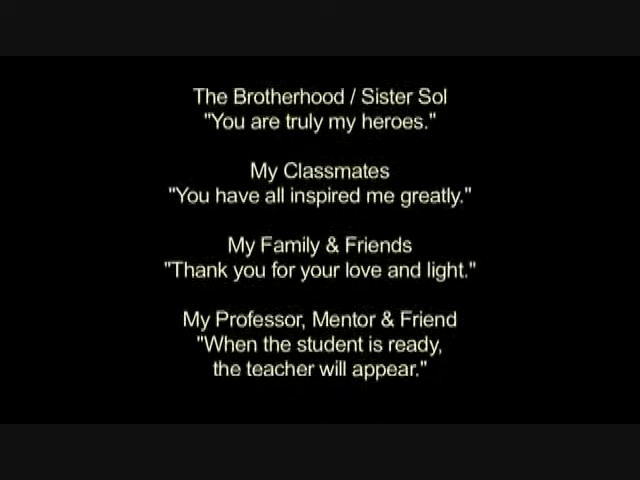 The Brotherhood / Sister Sol
"You are truly my heroes."
My Classmates
"You have all inspired me greatly."
My Family & Friends
"Thank you for your love and light."
My Professor, Mentor & Friend
"When the student is ready,
the teacher will appear."